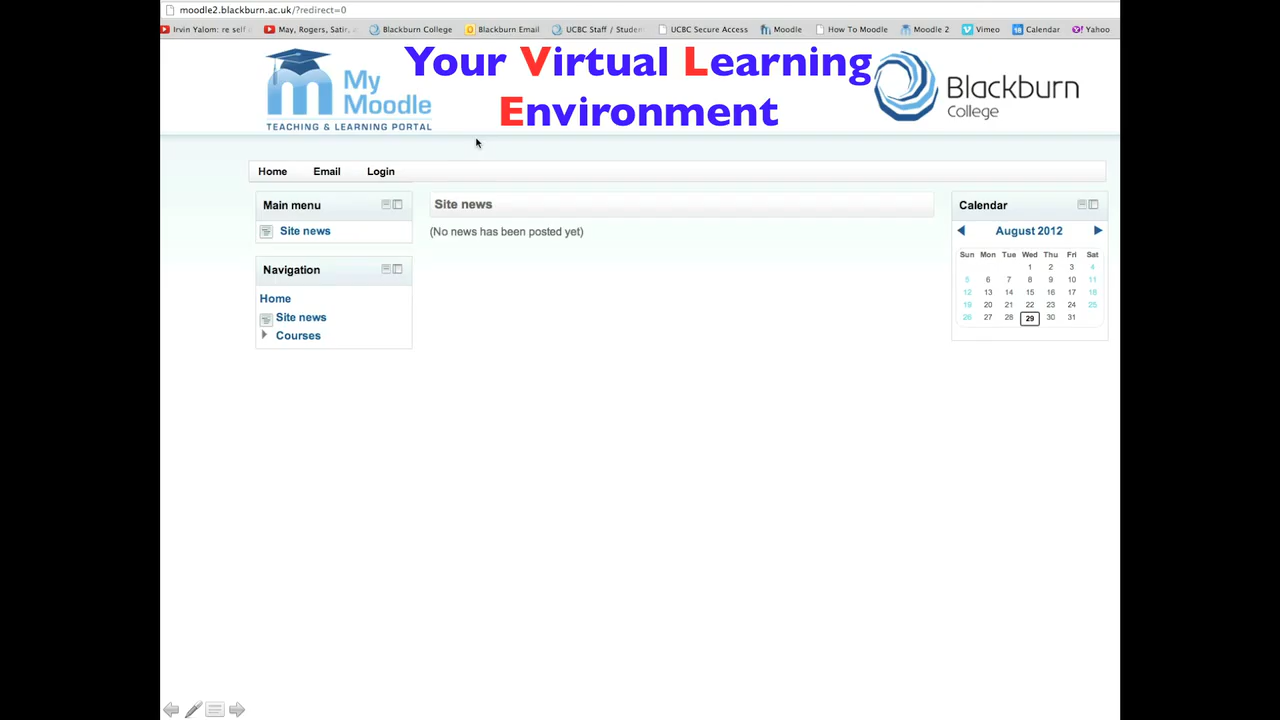 moodle2.blackburn.ac.uk/?redirect=0
Irvin Yalom: re self May, Rogers, Satir, Blackburn College Blackburn Email UCBC Staff / Studen UCBC Secure Access Moodle How To Moodle Moodle 2 Vimeo 18 Calendar Y! Yahoo
Your Virtual Learning
Environment
m My
Moodle
TEACHING & LEARNING PORTAL
Blackburn
College
Home Email Login
Main menu
Site news
Navigation
Home
Site news
Courses
Site news
(No news has been posted yet)
Calendar
August 2012
Sun Mon Tue Wed Thu Fri Sat
1 2 3 4
5 6 7 8 9 10 11
12 13 14 15 16 17 18
19 20 21 22 23 24 25
26 27 28 29 30 31